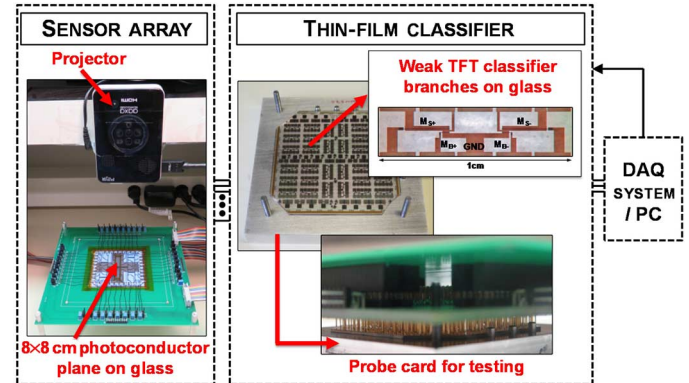 SENSOR ARRAY
Projector
8×8 cm photoconductor
plane on glass
THIN-FILM CLASSIFIER
Weak TFT classifier
branches on glass
MS+
MS-
MB+
GND
MB-
1cm
Probe card for testing
DAQ
SYSTEM
/ PC